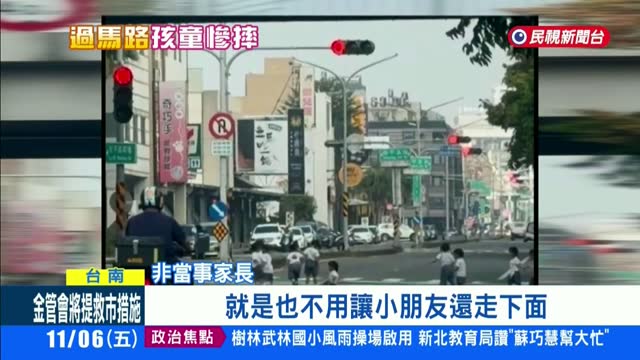 過馬路孩童慘摔
民視新聞台
台南
非當事家長
金管會將提救市措施
就是也不用讓小朋友還走下面
11/06(五)
政治焦點
樹林武林國小風雨操場啟用 新北教育局讚"蘇巧慧幫大忙"